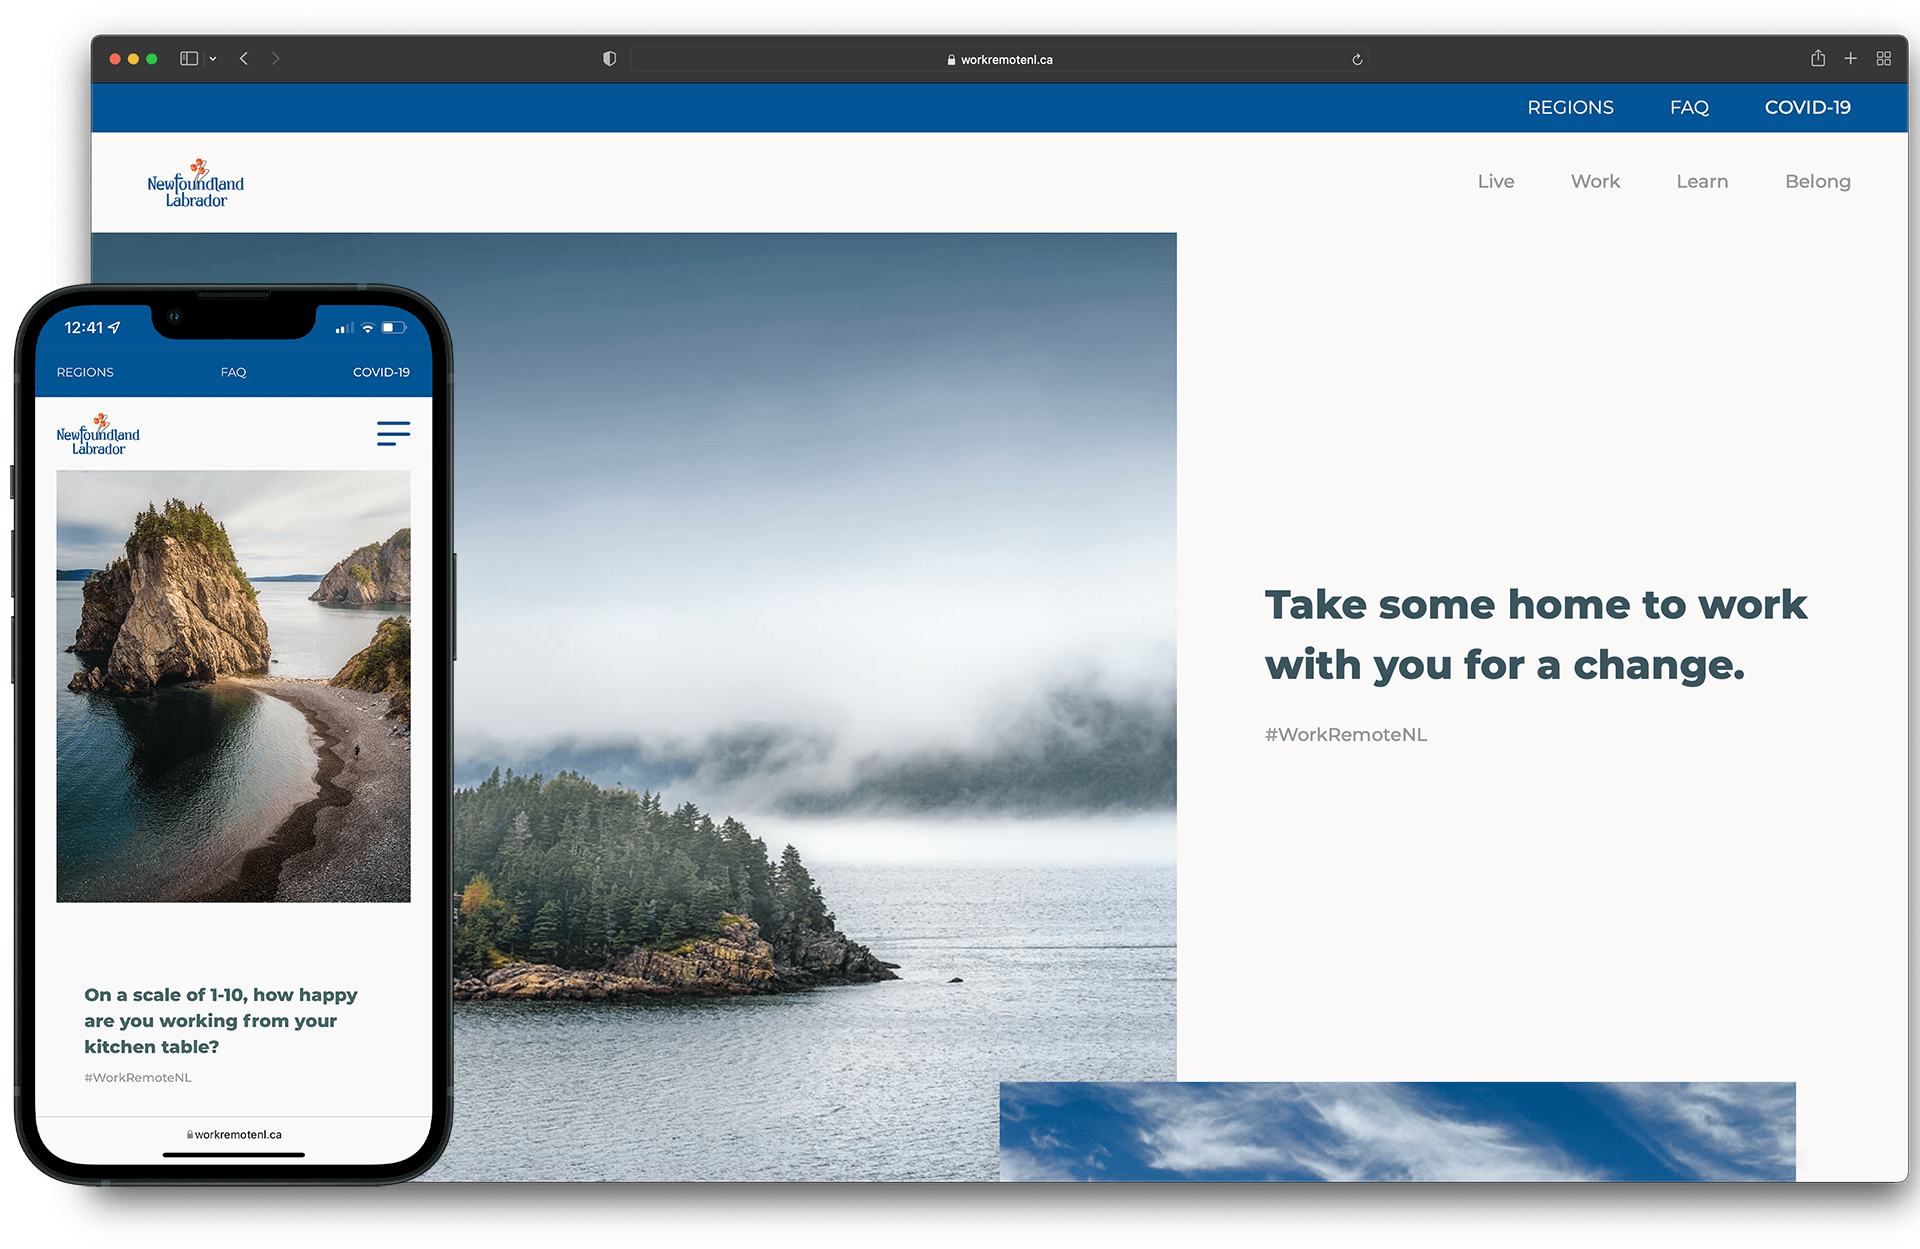 workremotenl.ca
REGIONS FAQ COVID-19
Newfoundland
Labrador
Live Work Learn Belong
Take some home to work
with you for a change.
#WorkRemoteNL
12:41
REGIONS FAQ COVID-19
Newfoundland
Labrador
On a scale of 1-10, how happy
are you working from your
kitchen table?
#WorkRemoteNL
workremotenl.ca